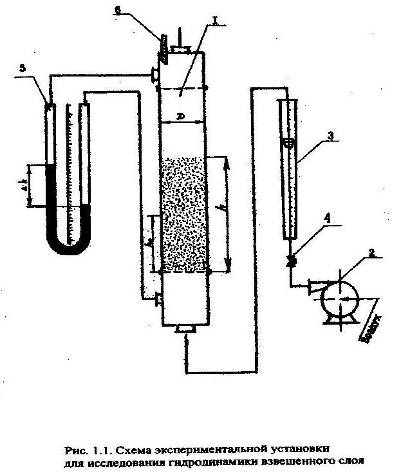 6
1
5
D
3
Δh
h
4
h₀
2
Воздух
Рис. 1.1. Схема экспериментальной установки
для исследования гидродинамики взвешенного слоя